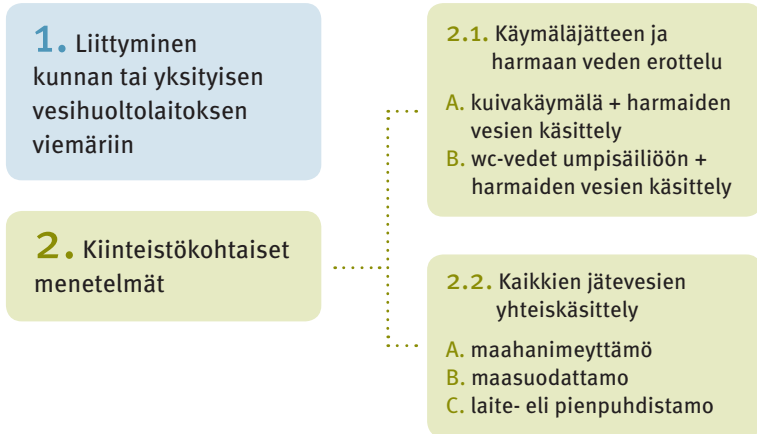 1. Liittyminen
kunnan tai yksityisen
vesihuoltolaitoksen
viemäriin
2. Kiinteistökohtaiset
menetelmät
2.1. Käymäläjätteen ja
harmaan veden erottelu
A. kuivakäymälä + harmaiden
vesien käsittely
B. wc-vedet umpisäiliöön +
harmaiden vesien käsittely
2.2. Kaikkien jätevesien
yhteiskäsittely
A. maahanimeyttämö
B. maasuodattamo
C. laite- eli pienpuhdistamo